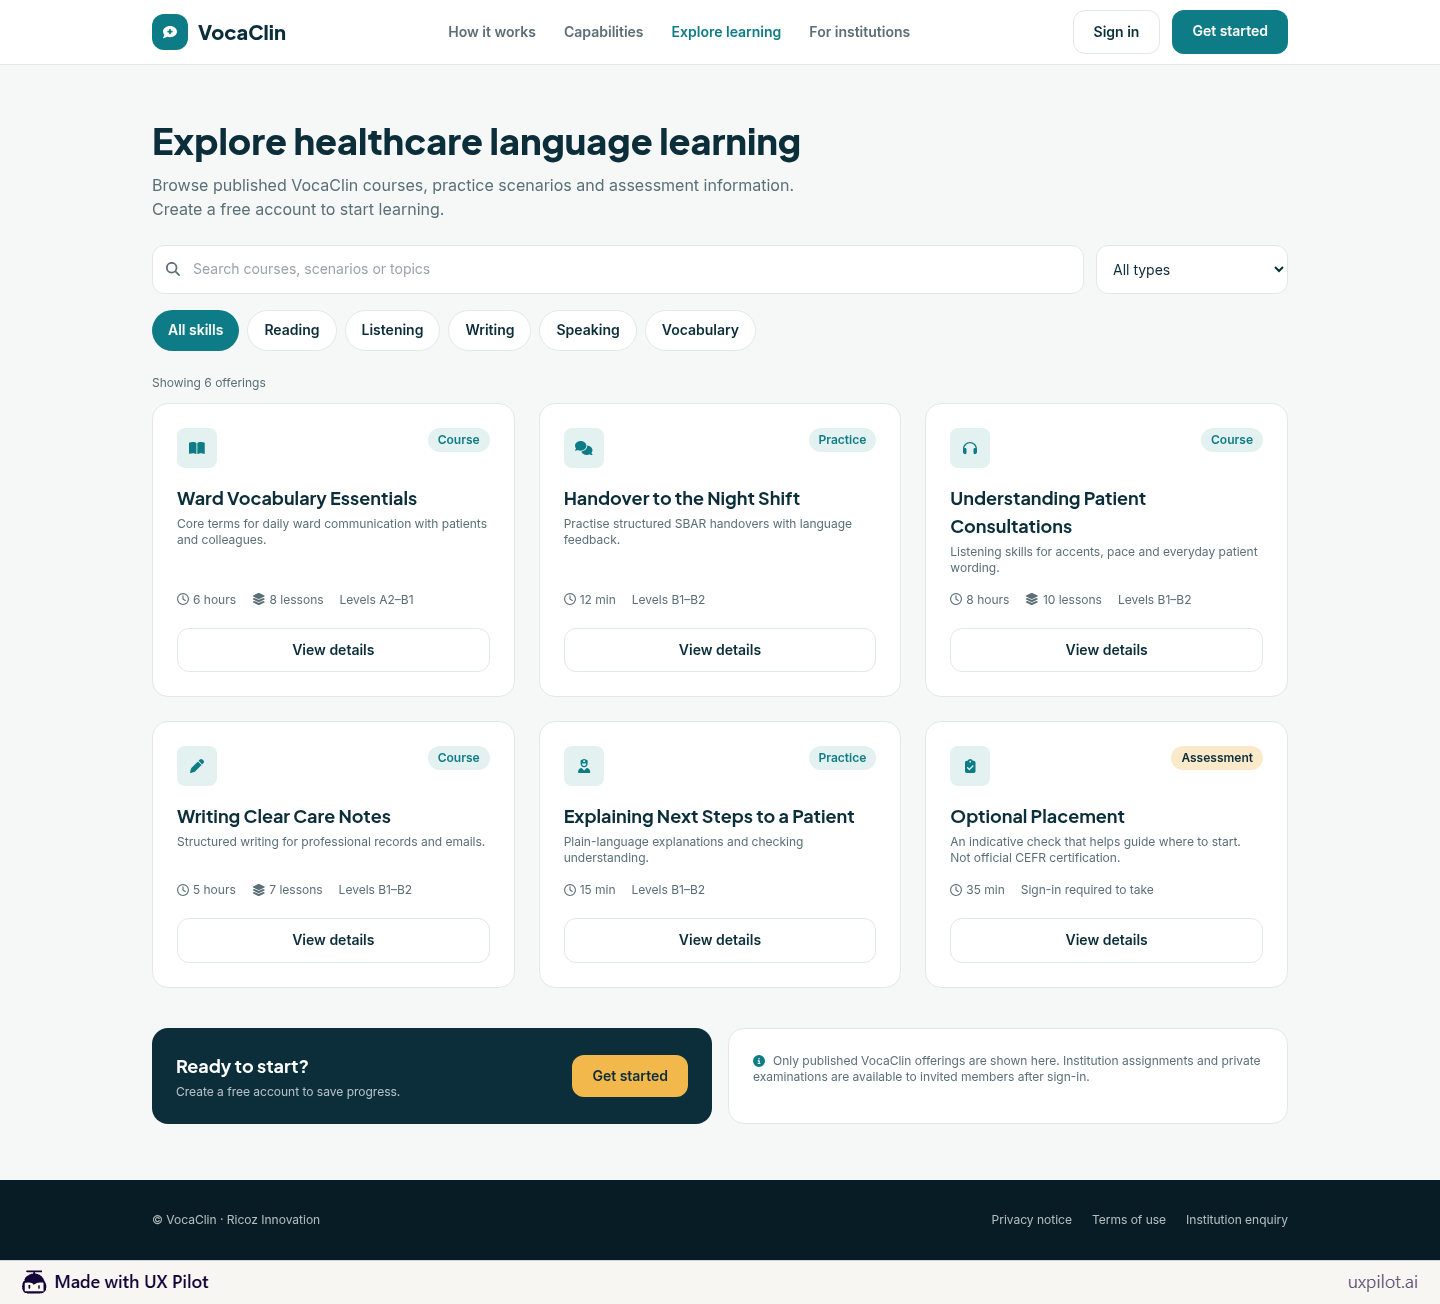 VocaClin
How it works
Capabilities
Explore learning
For institutions
Sign in
Get started
Explore healthcare language learning
Browse published VocaClin courses, practice scenarios and assessment information.
Create a free account to start learning.
Search courses, scenarios or topics
All types
All skills
Reading
Listening
Writing
Speaking
Vocabulary
Showing 6 offerings
Course
Ward Vocabulary Essentials
Core terms for daily ward communication with patients
and colleagues.
6 hours
8 lessons
Levels A2–B1
View details
Practice
Handover to the Night Shift
Practise structured SBAR handovers with language
feedback.
12 min
Levels B1–B2
View details
Course
Understanding Patient
Consultations
Listening skills for accents, pace and everyday patient
wording.
8 hours
10 lessons
Levels B1–B2
View details
Course
Writing Clear Care Notes
Structured writing for professional records and emails.
5 hours
7 lessons
Levels B1–B2
View details
Practice
Explaining Next Steps to a Patient
Plain-language explanations and checking
understanding.
15 min
Levels B1–B2
View details
Assessment
Optional Placement
An indicative check that helps guide where to start.
Not official CEFR certification.
35 min
Sign-in required to take
View details
Ready to start?
Create a free account to save progress.
Get started
Only published VocaClin offerings are shown here. Institution assignments and private
examinations are available to invited members after sign-in.
© VocaClin · Ricoz Innovation
Privacy notice
Terms of use
Institution enquiry
Made with UX Pilot
uxpilot.ai